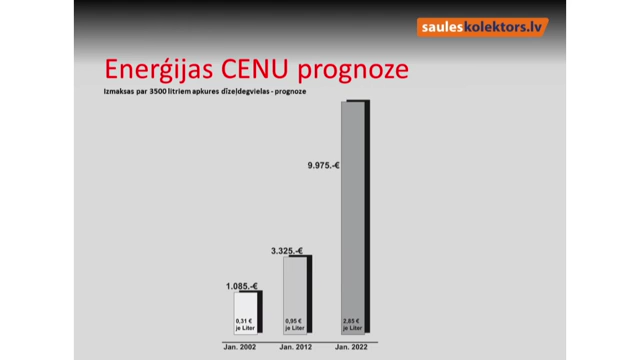 sauleskolektors.lv
Enerģijas CENU prognoze
Izmaksas par 3500 litriem apkures dīzeļdegvielas - prognoze
9.975.-€
3.325.-€
1.085.-€
0,31 €
je Liter
0,95 €
je Liter
2,85 €
je Liter
Jan. 2002
Jan. 2012
Jan. 2022